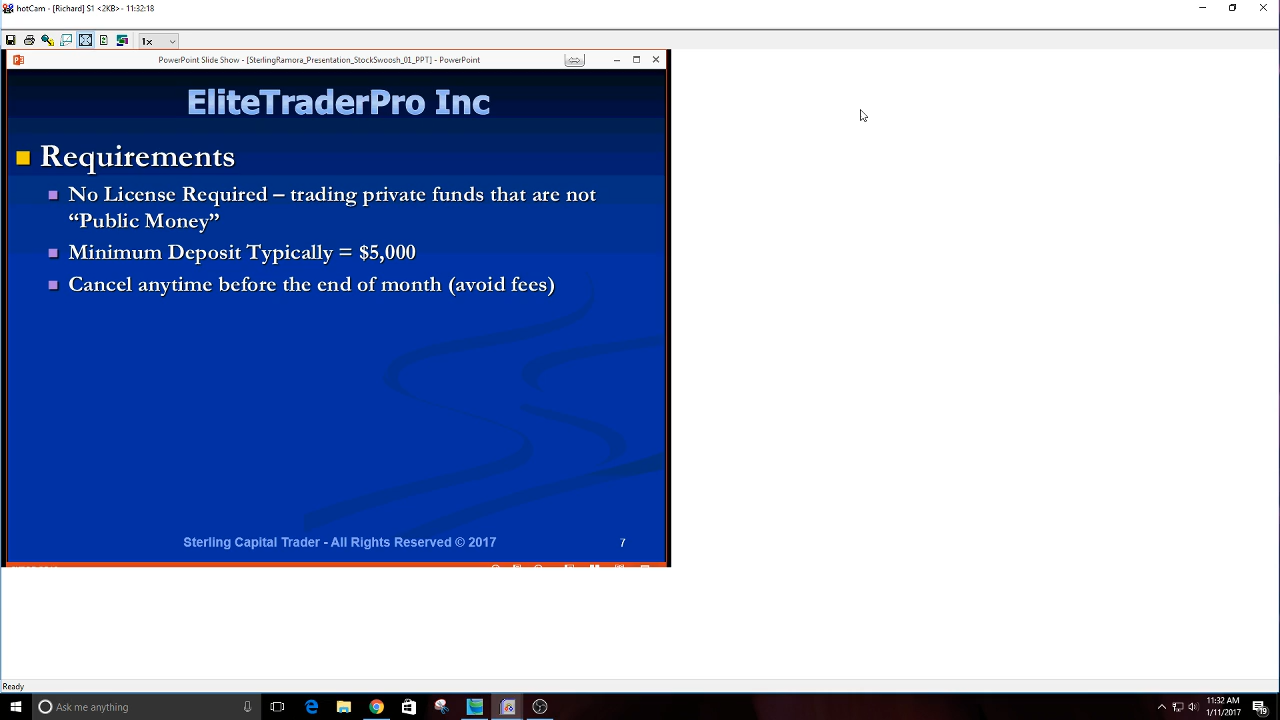 hotCam - [Richard] S1 <2KB> - 11:32:18
1x
PowerPoint Slide Show - [SterlingRamora_Presentation_StockSwoosh_01_PPT] - PowerPoint
EliteTraderPro Inc
Requirements
No License Required – trading private funds that are not
“Public Money”
Minimum Deposit Typically = $5,000
Cancel anytime before the end of month (avoid fees)
Sterling Capital Trader - All Rights Reserved © 2017
7
Ready
Ask me anything
11:32 AM
1/11/2017
19